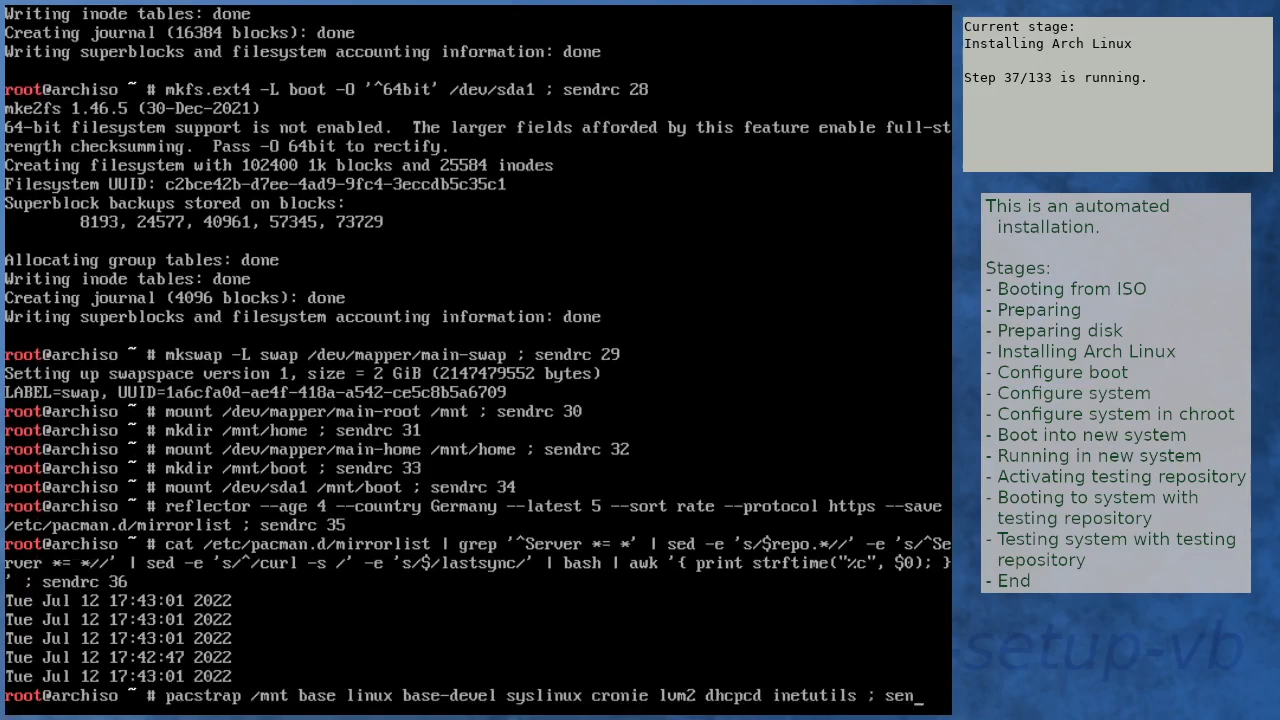 Writing inode tables: done
Creating journal (16384 blocks): done
Writing superblocks and filesystem accounting information: done
root@archiso ~ # mkfs.ext4 -L boot -O '^64bit' /dev/sda1 ; sendrc 28
mke2fs 1.46.5 (30-Dec-2021)
64-bit filesystem support is not enabled.  The larger fields afforded by this feature enable full-st
rength checksumming.  Pass -O 64bit to rectify.
Creating filesystem with 102400 1k blocks and 25584 inodes
Filesystem UUID: c2bce42b-d7ee-4ad9-9fc4-3eccdb5c35c1
Superblock backups stored on blocks:
        8193, 24577, 40961, 57345, 73729
Allocating group tables: done
Writing inode tables: done
Creating journal (4096 blocks): done
Writing superblocks and filesystem accounting information: done
root@archiso ~ # mkswap -L swap /dev/mapper/main-swap ; sendrc 29
Setting up swapspace version 1, size = 2 GiB (2147479552 bytes)
LABEL=swap, UUID=1a6cfa0d-ae4f-418a-a542-ce5c8b5a6709
root@archiso ~ # mount /dev/mapper/main-root /mnt ; sendrc 30
root@archiso ~ # mkdir /mnt/home ; sendrc 31
root@archiso ~ # mount /dev/mapper/main-home /mnt/home ; sendrc 32
root@archiso ~ # mkdir /mnt/boot ; sendrc 33
root@archiso ~ # mount /dev/sda1 /mnt/boot ; sendrc 34
root@archiso ~ # reflector --age 4 --country Germany --latest 5 --sort rate --protocol https --save
/etc/pacman.d/mirrorlist ; sendrc 35
root@archiso ~ # cat /etc/pacman.d/mirrorlist | grep '^Server *= *' | sed -e 's/$repo.*//' -e 's/^Se
rver *= *//' | sed -e 's/^/curl -s /' -e 's/$/lastsync/' | bash | awk '{ print strftime("%c", $0); }
' ; sendrc 36
Tue Jul 12 17:43:01 2022
Tue Jul 12 17:43:01 2022
Tue Jul 12 17:43:01 2022
Tue Jul 12 17:42:47 2022
Tue Jul 12 17:43:01 2022
root@archiso ~ # pacstrap /mnt base linux base-devel syslinux cronie lvm2 dhcpcd inetutils ; sen_
Current stage:
Installing Arch Linux
Step 37/133 is running.
This is an automated
installation.
Stages:
- Booting from ISO
- Preparing
- Preparing disk
- Installing Arch Linux
- Configure boot
- Configure system
- Configure system in chroot
- Boot into new system
- Running in new system
- Activating testing repository
- Booting to system with
testing repository
- Testing system with testing
repository
- End
-setup-vb